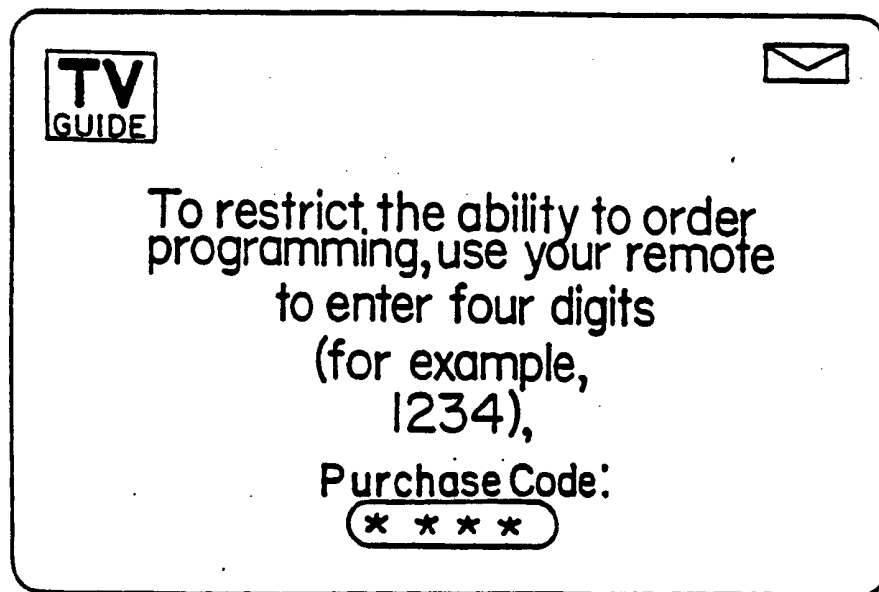 TV
GUIDE
To restrict the ability to order
programming, use your remote
to enter four digits
(for example,
1234),
Purchase Code:
* * * *